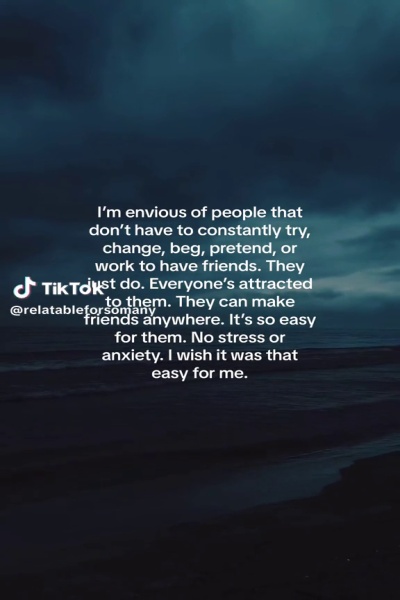 I'm envious of people that
don't have to constantly try,
change, beg, pretend, or
work to have friends. They
just do. Everyone's attracted
to them. They can make
friends anywhere. It's so easy
for them. No stress or
anxiety. I wish it was that
easy for me.
TikTok
@relatableforsomany